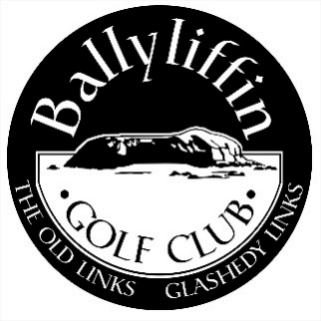 Ballyliffin
• GOLF CLUB •
THE OLD LINKS GLASHEDY LINKS